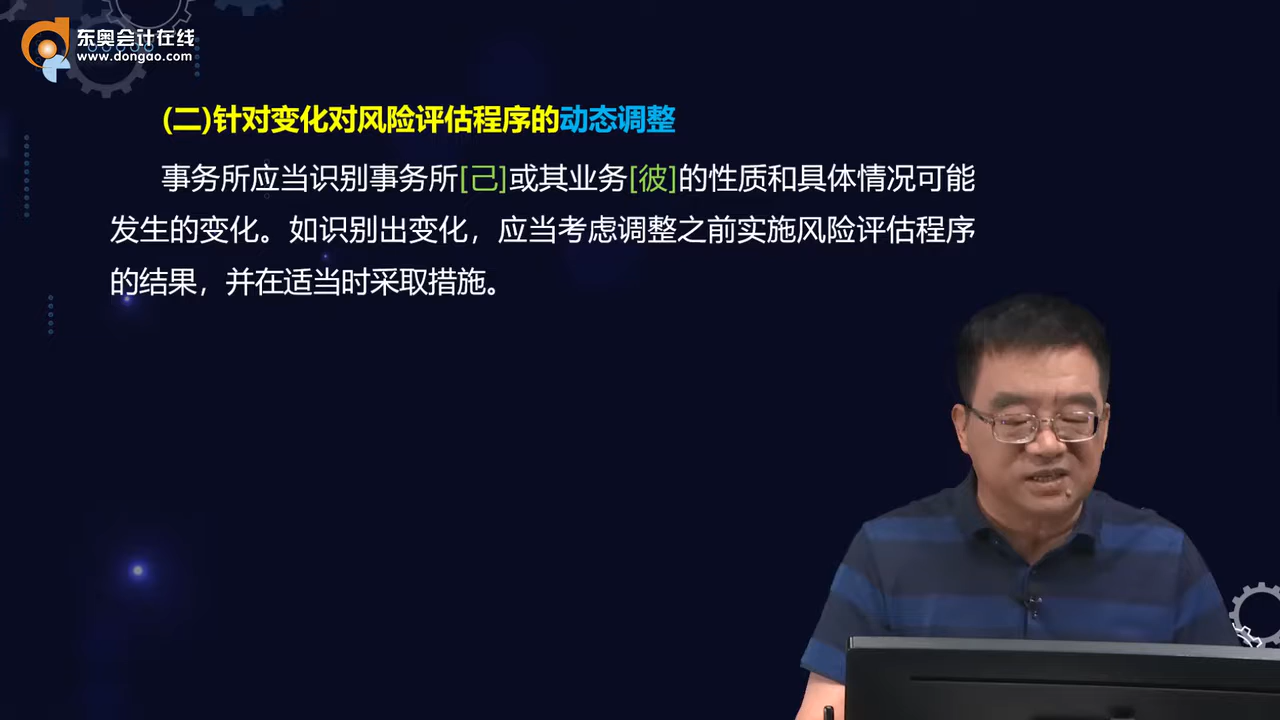 东奥会计在线
www.dongao.com
(二)针对变化对风险评估程序的动态调整
事务所应当识别事务所[己]或其业务[彼]的性质和具体情况可能
发生的变化。如识别出变化，应当考虑调整之前实施风险评估程序
的结果，并在适当时采取措施。